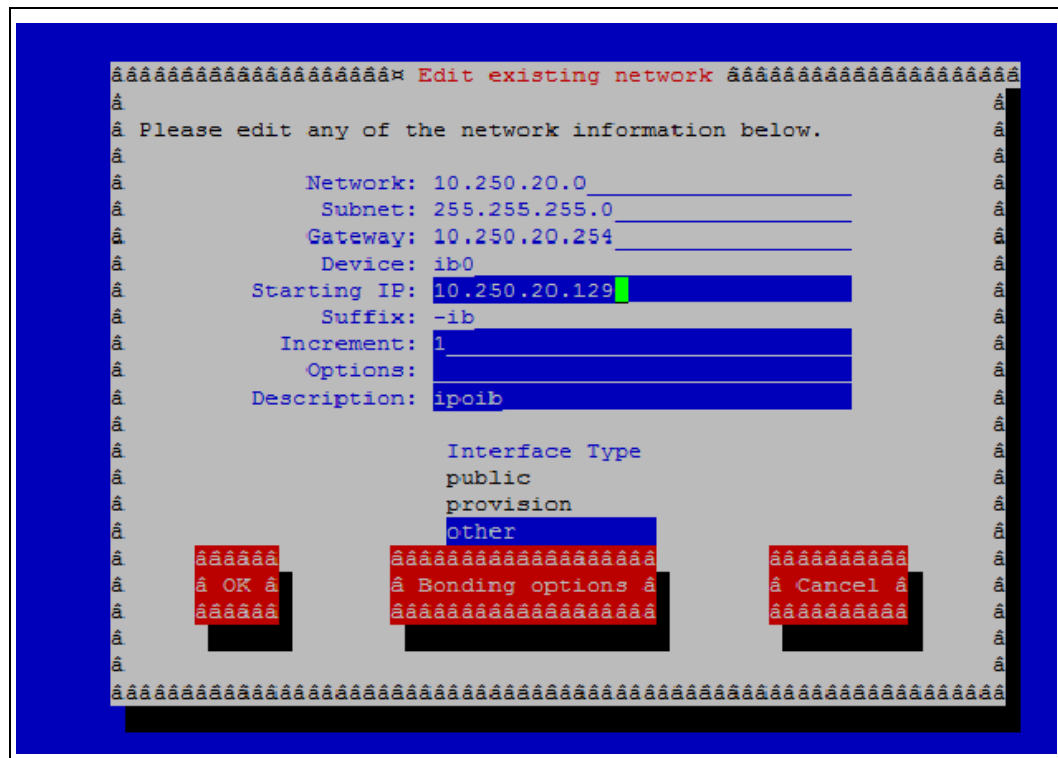 Edit existing network
Please edit any of the network information below.
Network: 10.250.20.0
Subnet: 255.255.255.0
Gateway: 10.250.20.254
Device: ib0
Starting IP: 10.250.20.129
Suffix: -ib
Increment: 1
Options:
Description: ipoib
Interface Type
public
provision
other
OK Bonding options Cancel